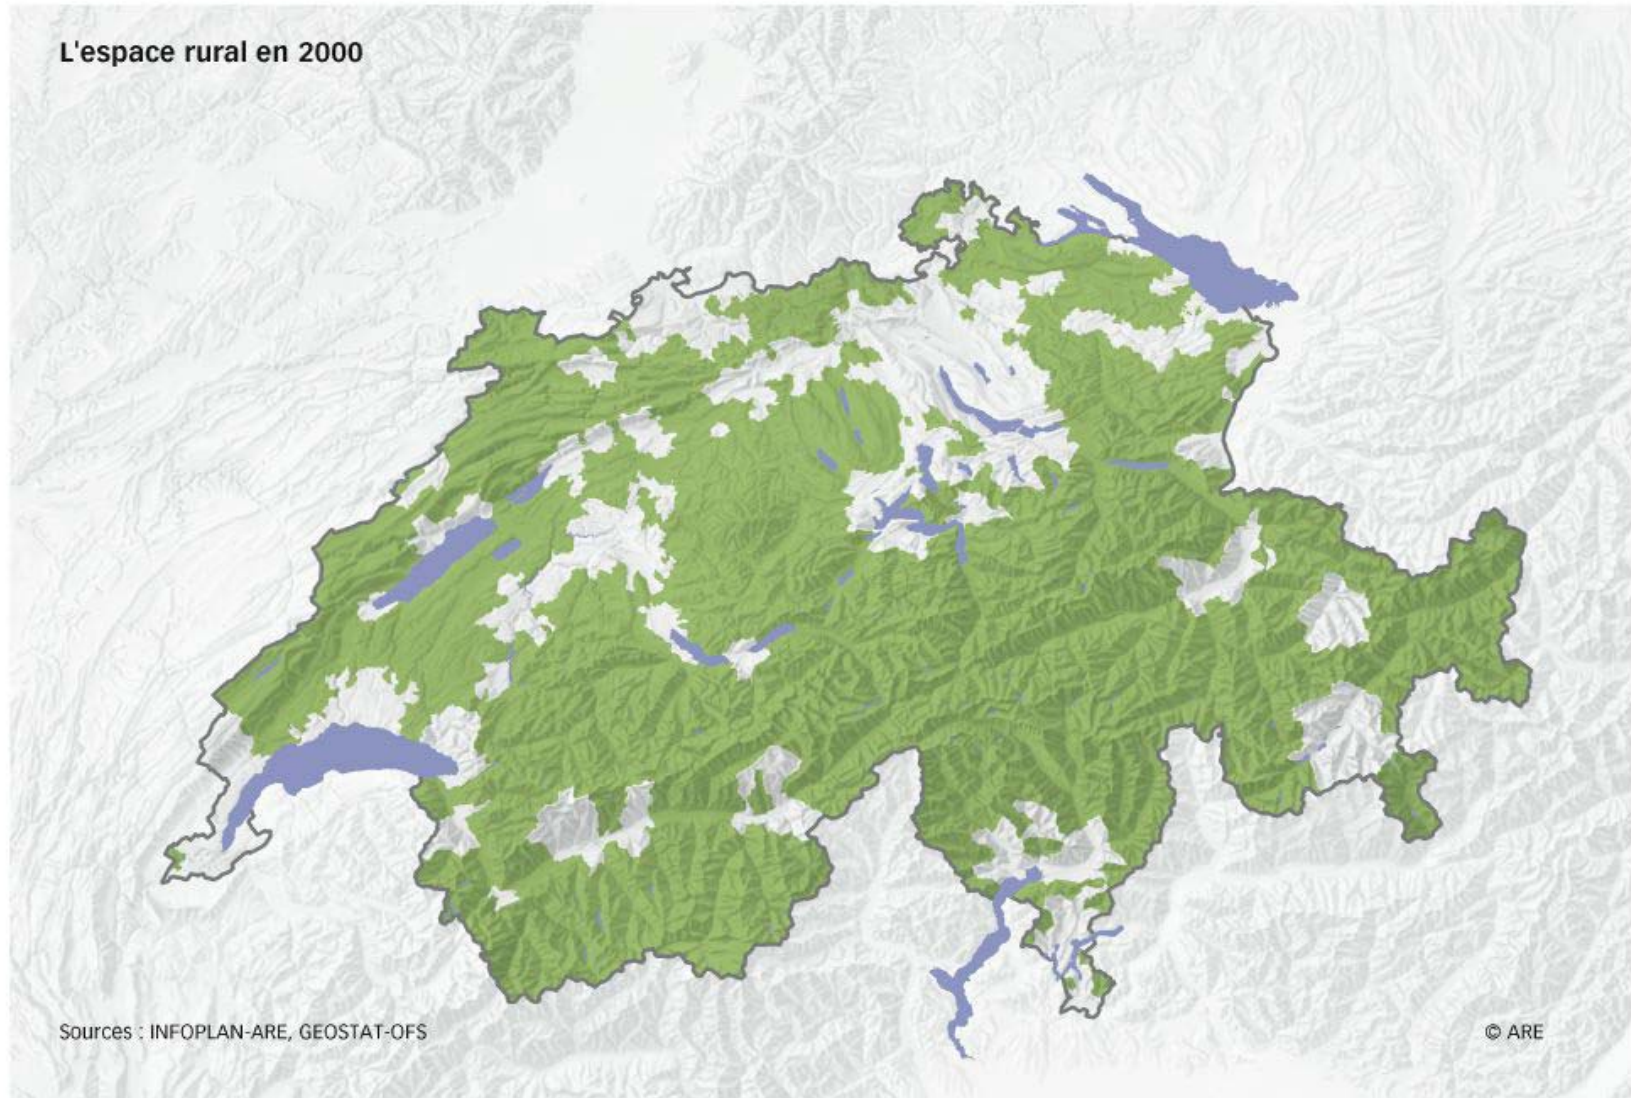 L'espace rural en 2000
Sources : INFOPLAN-ARE, GEOSTAT-OFS
© ARE